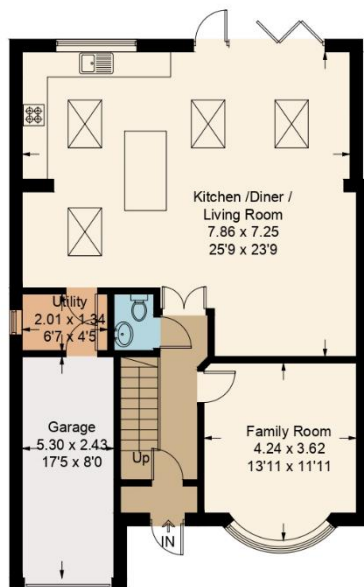 Kitchen /Diner /
Living Room
7.86 x 7.25
25'9 x 23'9
Utility
2.01 x 1.34
6'7 x 4'5
Garage
5.30 x 2.43
17'5 x 8'0
Up
Family Room
4.24 x 3.62
13'11 x 11'11
IN